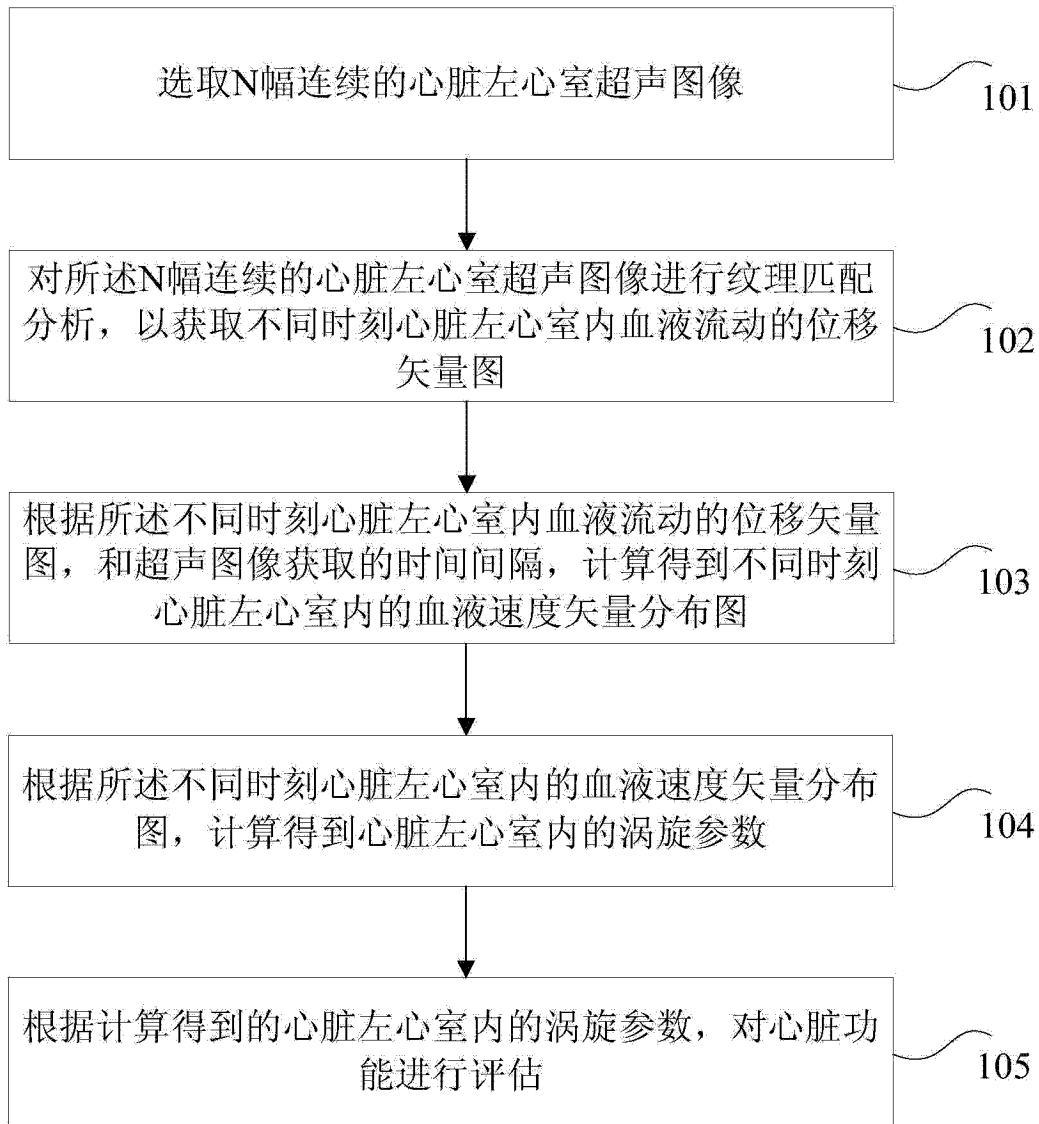 选取N幅连续的心脏左心室超声图像
101
对所述N幅连续的心脏左心室超声图像进行纹理匹配
分析，以获取不同时刻心脏左心室内血液流动的位移
矢量图
102
根据所述不同时刻心脏左心室内血液流动的位移矢量
图，和超声图像获取的时间间隔，计算得到不同时刻
心脏左心室内的血液速度矢量分布图
103
根据所述不同时刻心脏左心室内的血液速度矢量分布
图，计算得到心脏左心室内的涡旋参数
104
根据计算得到的心脏左心室内的涡旋参数，对心脏功
能进行评估
105